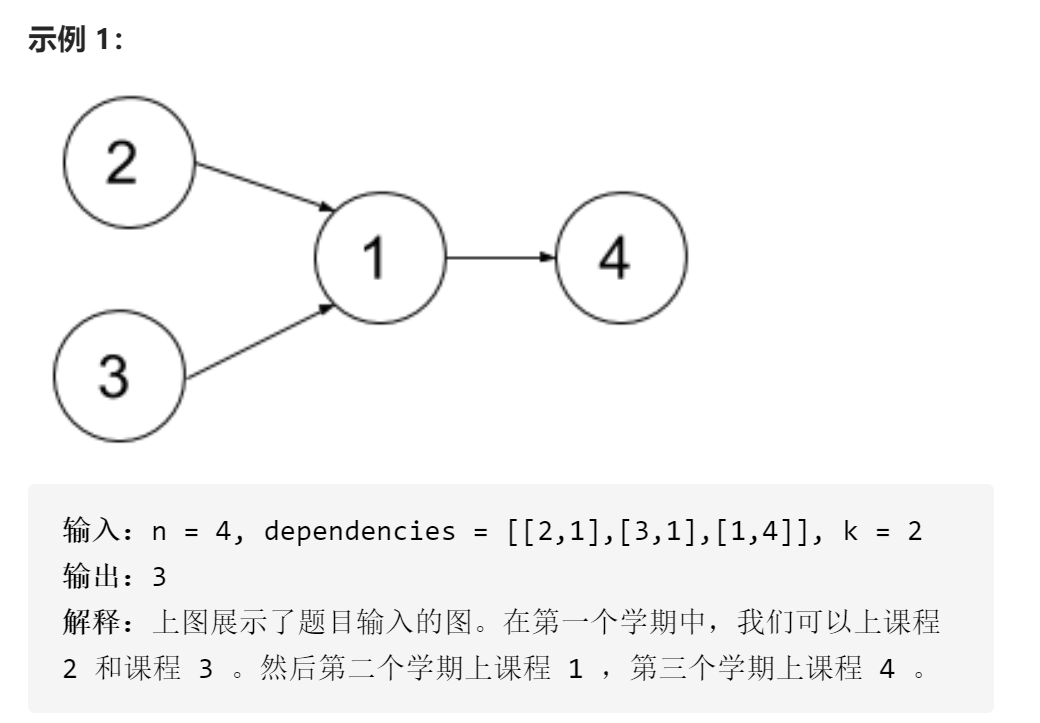 示例 1：
2
1
4
3
输入：n = 4, dependencies = [[2,1],[3,1],[1,4]], k = 2
输出：3
解释：上图展示了题目输入的图。在第一个学期中，我们可以上课程
2 和课程 3 。然后第二个学期上课程 1 ，第三个学期上课程 4 。